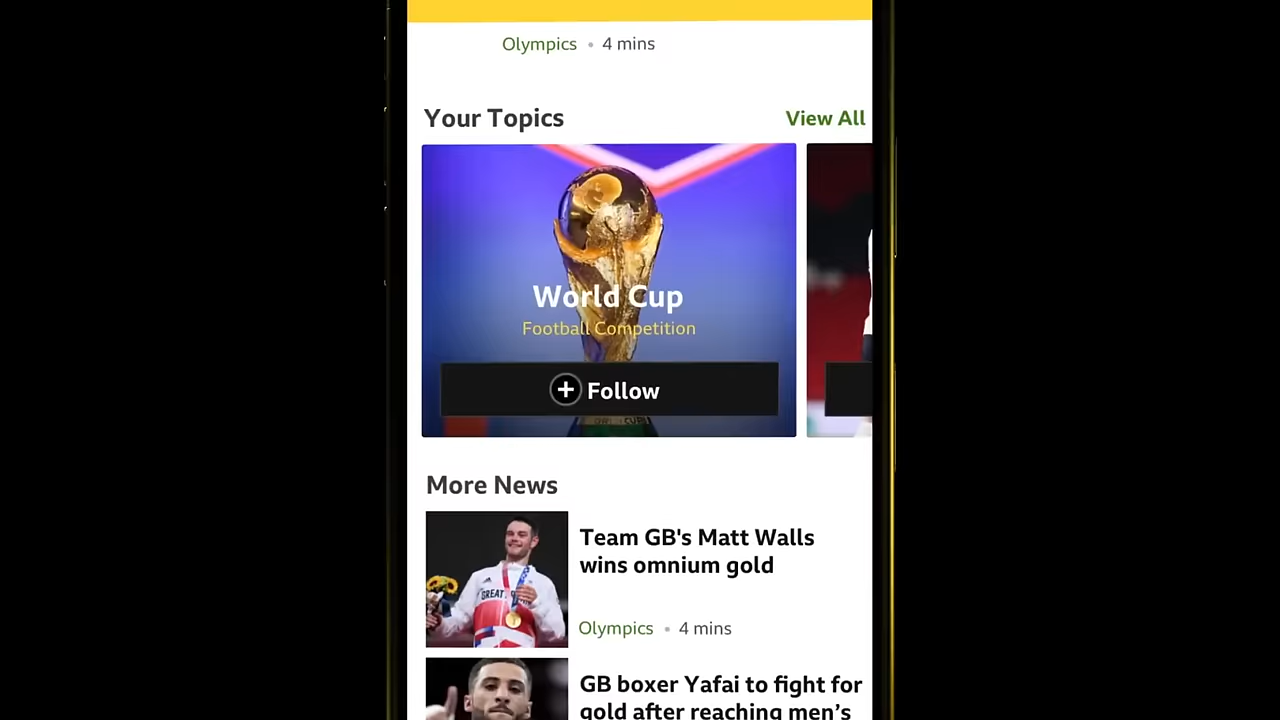 Olympics • 4 mins
Your Topics
View All
World Cup
Football Competition
+ Follow
More News
Team GB's Matt Walls
wins omnium gold
GREAT
Olympics • 4 mins
GB boxer Yafai to fight for
gold after reaching men’s